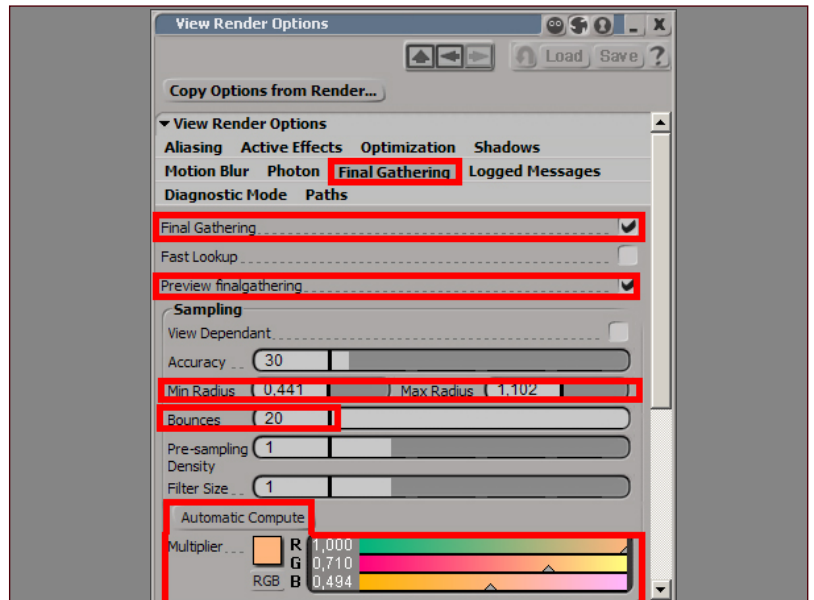 View Render Options
Load Save ?
Copy Options from Render...
View Render Options
Aliasing Active Effects Optimization Shadows
Motion Blur Photon Final Gathering Logged Messages
Diagnostic Mode Paths
Final Gathering
Fast Lookup
Preview finalgathering
Sampling
View Dependant
Accuracy 30
Min Radius 0,441 Max Radius 1,102
Bounces 20
Pre-sampling Density 1
Filter Size 1
Automatic Compute
Multiplier R 1,000
G 0,710
RGB B 0,494